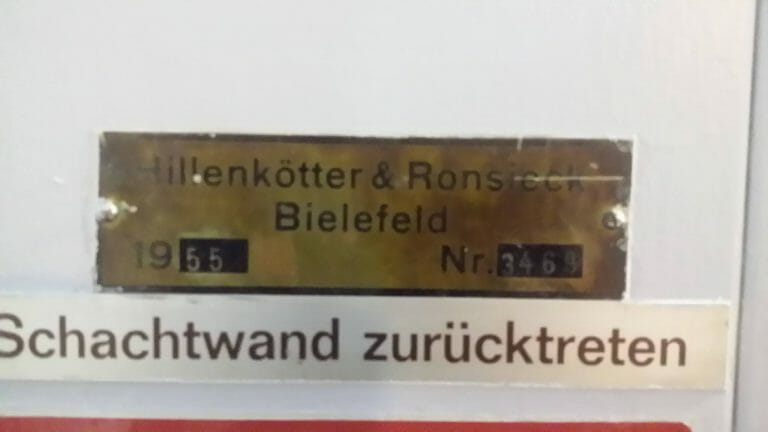 Hillenkötter & Ronsieck
Bielefeld
1955 Nr. 3469
Schachtwand zurücktreten